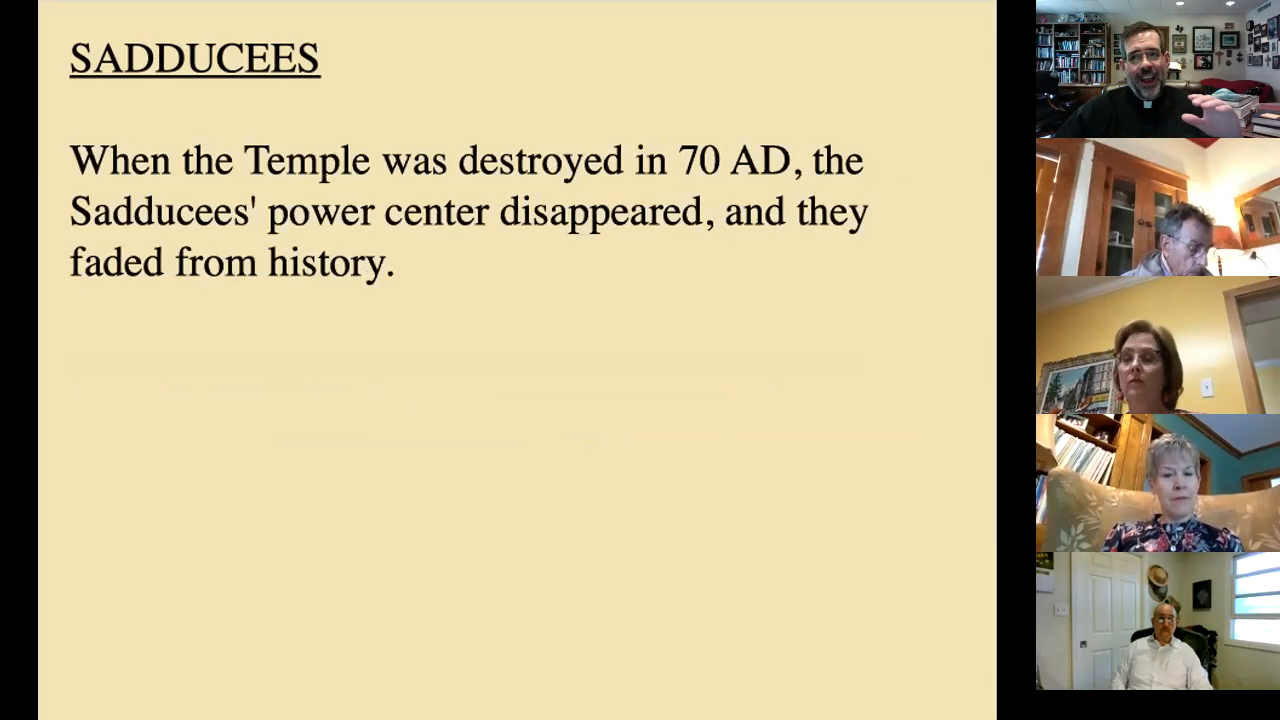 SADDUCEES
When the Temple was destroyed in 70 AD, the
Sadducees' power center disappeared, and they
faded from history.